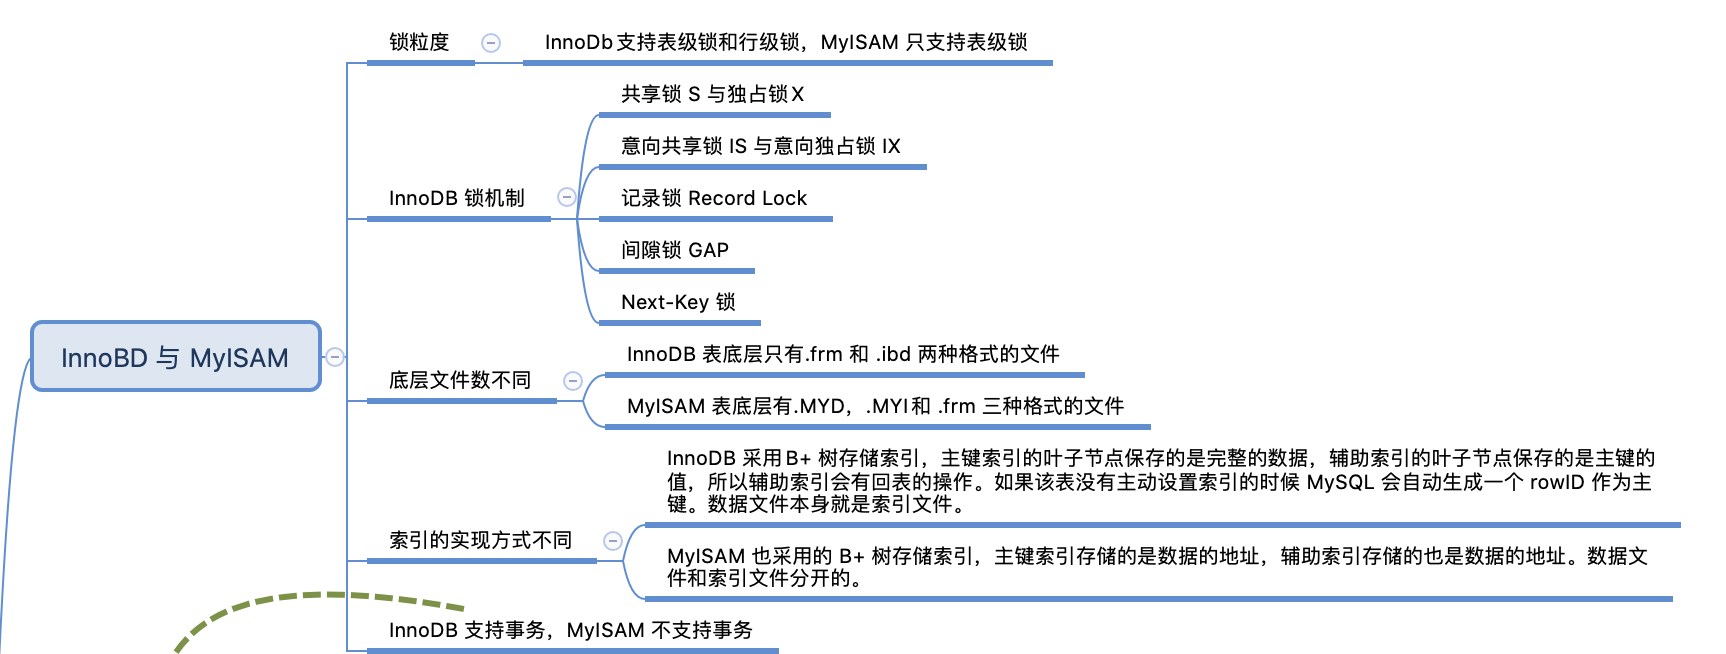 锁粒度
InnoDb支持表级锁和行级锁，MyISAM 只支持表级锁
共享锁 S 与独占锁X
意向共享锁 IS 与意向独占锁 IX
InnoDB 锁机制
记录锁 Record Lock
间隙锁 GAP
Next-Key 锁
InnoBD 与 MyISAM
InnoDB 表底层只有.frm 和 .ibd 两种格式的文件
底层文件数不同
MyISAM 表底层有.MYD，.MYI和 .frm 三种格式的文件
InnoDB 采用B+ 树存储索引，主键索引的叶子节点保存的是完整的数据，辅助索引的叶子节点保存的是主键的
值，所以辅助索引会有回表的操作。如果该表没有主动设置索引的时候 MySQL 会自动生成一个 rowID 作为主
键。数据文件本身就是索引文件。
索引的实现方式不同
MyISAM 也采用的 B+ 树存储索引，主键索引存储的是数据的地址，辅助索引存储的也是数据的地址。数据文
件和索引文件分开的。
InnoDB 支持事务，MyISAM 不支持事务